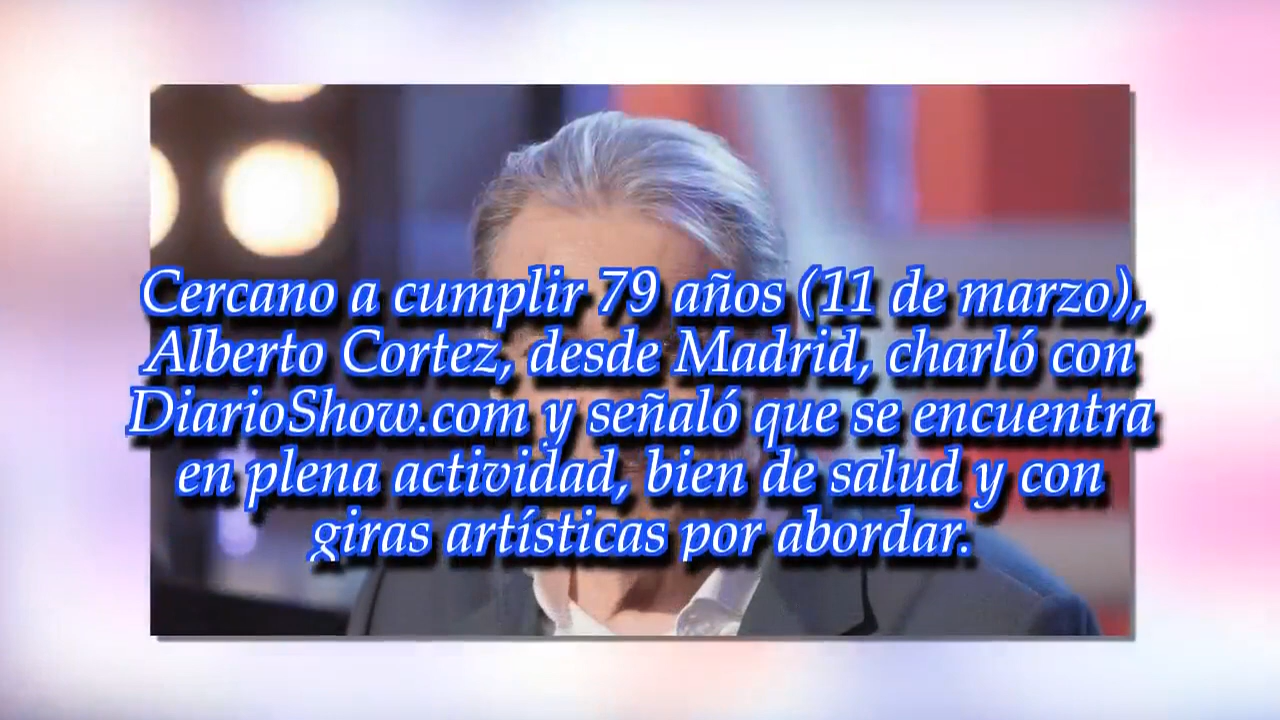 Cercano a cumplir 79 años (11 de marzo),
Alberto Cortez, desde Madrid, charló con
DiarioShow.com y señaló que se encuentra
en plena actividad, bien de salud y con
giras artísticas por abordar.